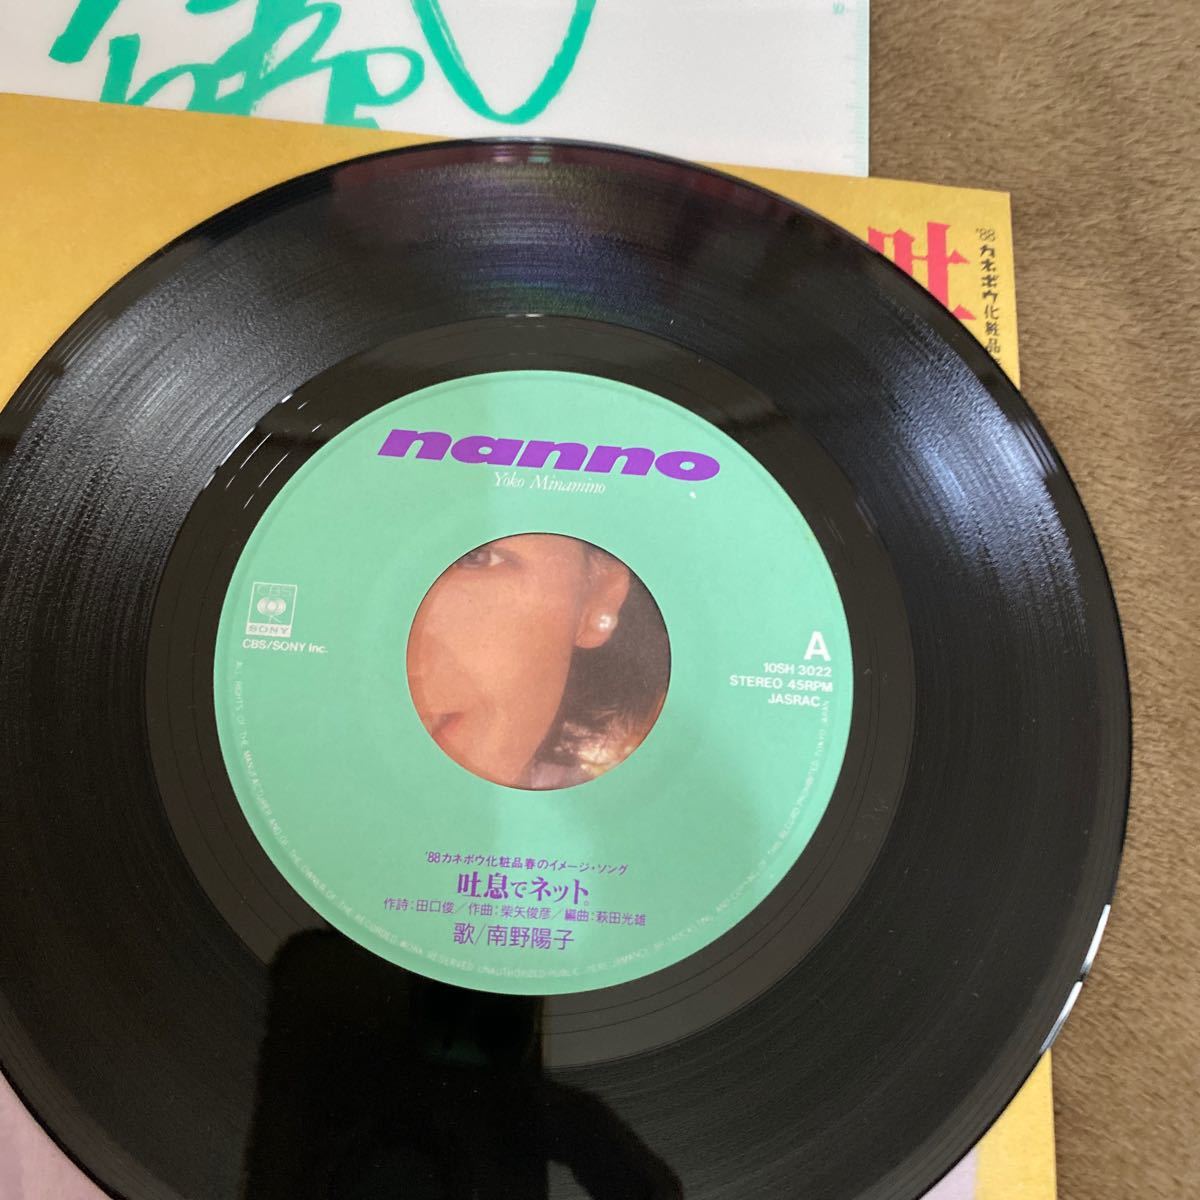 吐
'88カネボウ化粧品
nanno
Yoko Minamino
CBS
SONY
CBS/SONY Inc.
A
10SH 3022
STEREO 45RPM
JASRAC
'88カネボウ化粧品春のイメージ・ソング
吐息でネット。
作詩:田口俊/作曲:柴矢俊彦/編曲:萩田光雄
歌/南野陽子